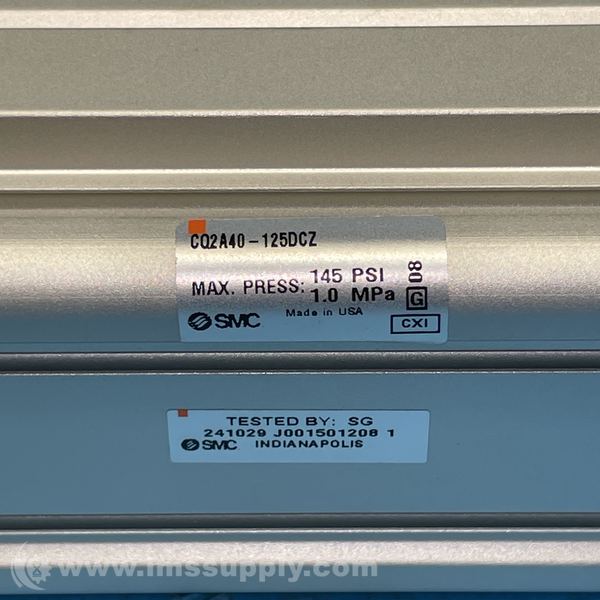 CQ2A40-125DCZ
MAX. PRESS: 145 PSI
1.0 MPa
G 08
SMC
Made in USA
CXI
TESTED BY: SG
241029 J001501208 1
SMC INDIANAPOLIS
www.imssupply.com